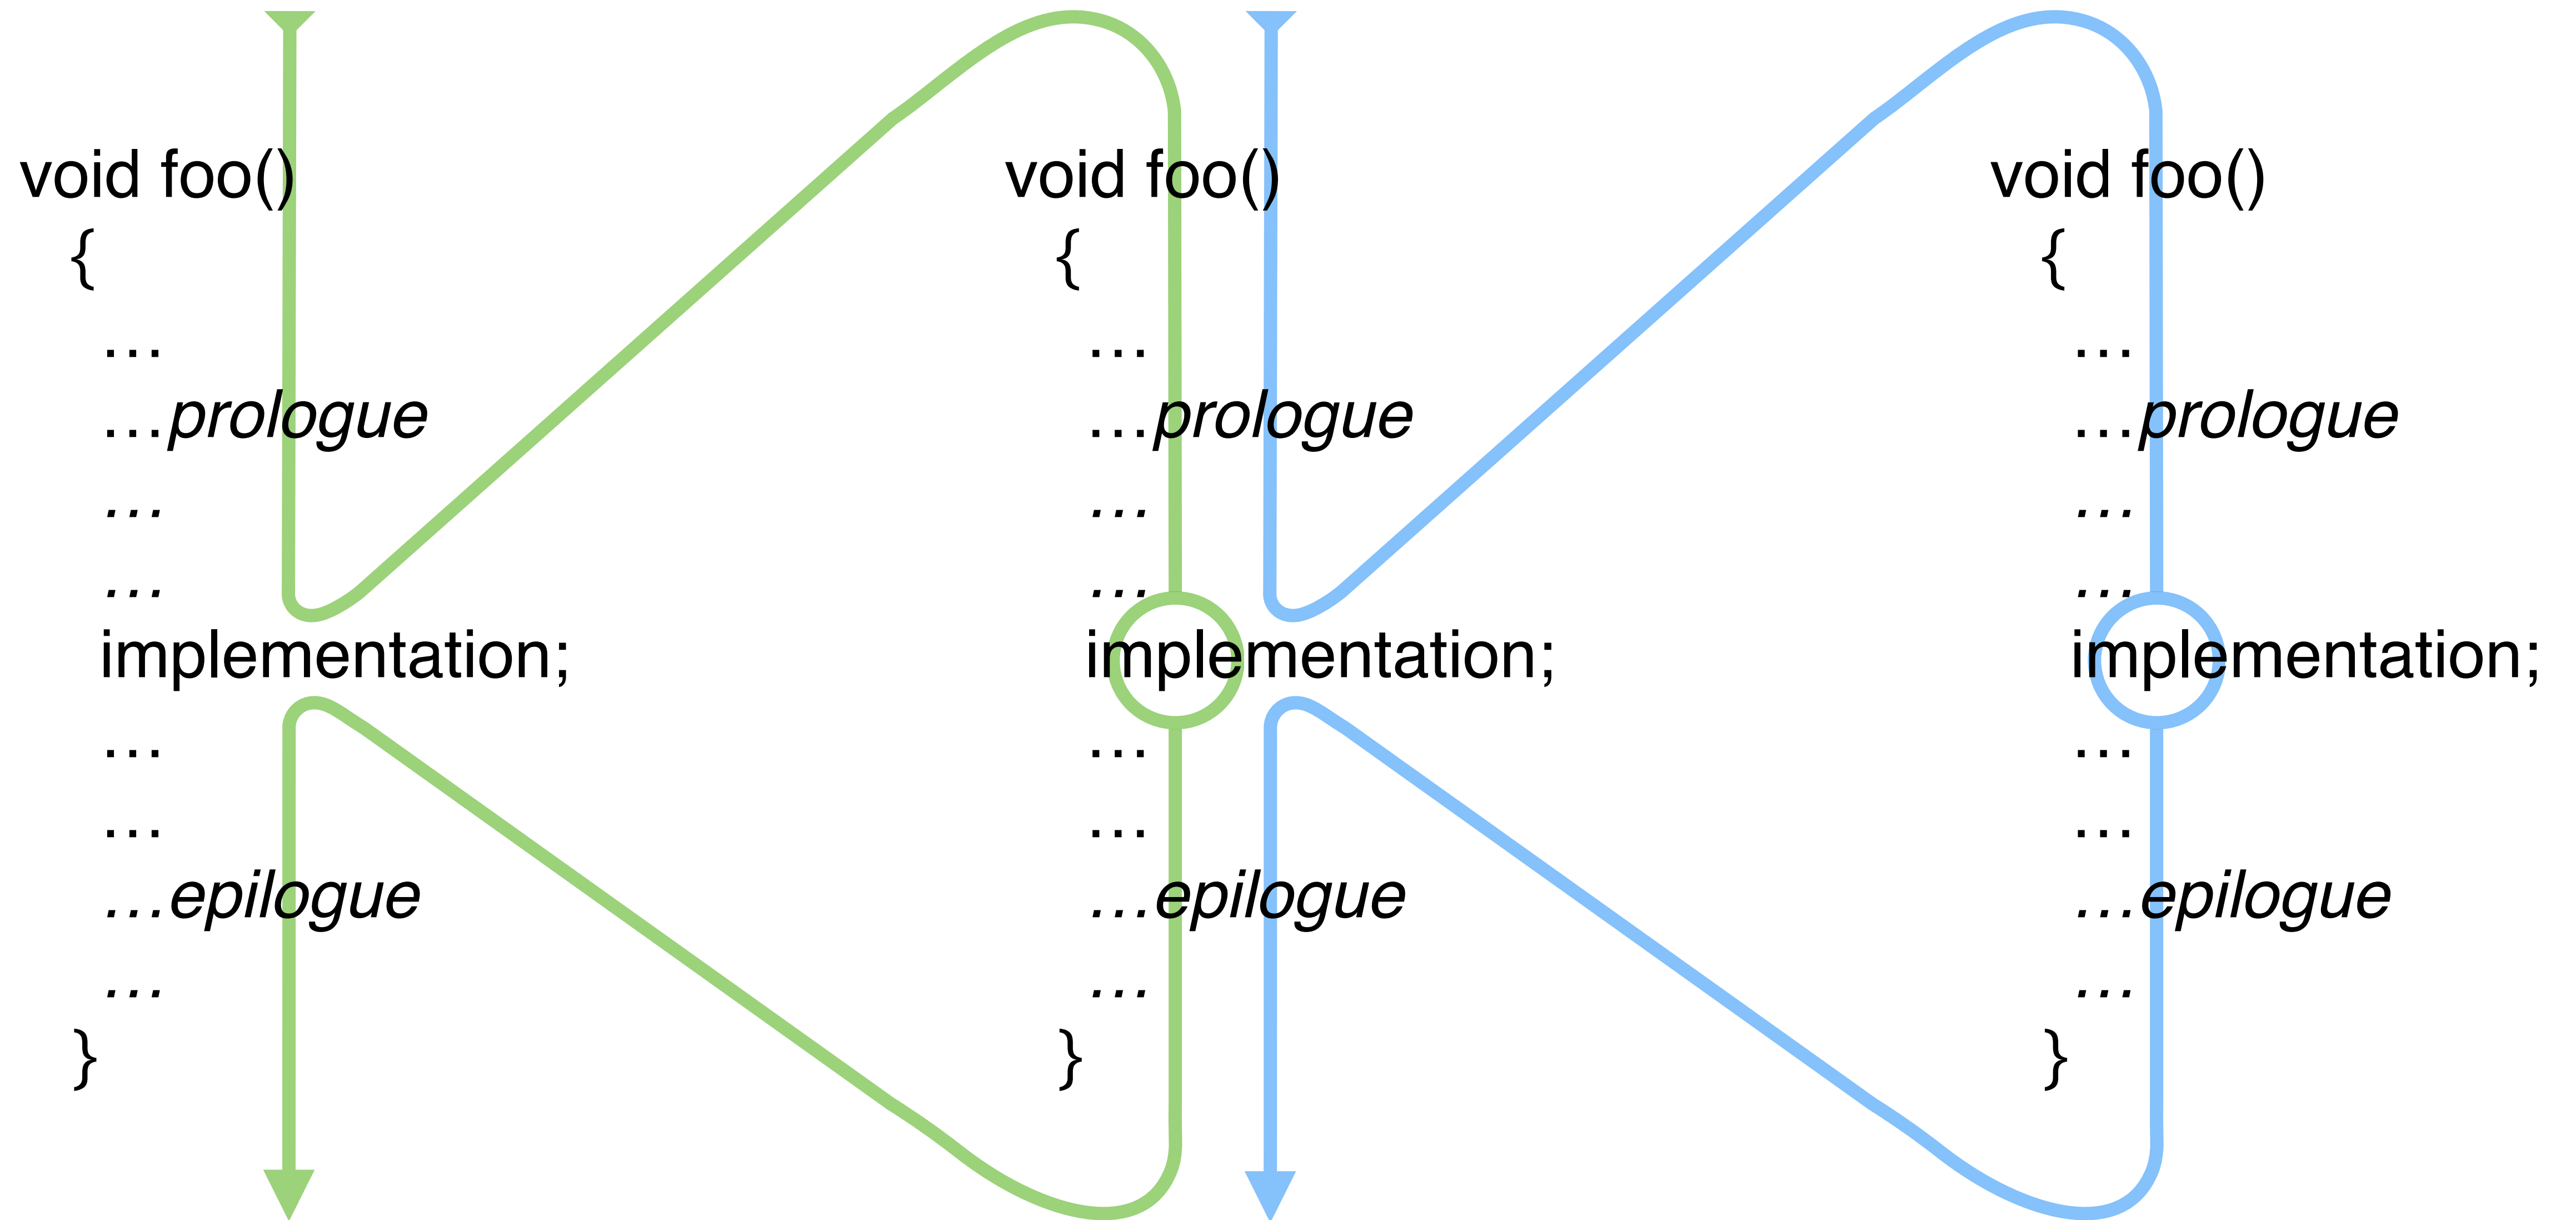 void foo()
{
…
…prologue
…
…
implementation;
…
…
…epilogue
…
}
void foo()
{
…
…prologue
…
…
implementation;
…
…
…epilogue
…
}
void foo()
{
…
…prologue
…
…
implementation;
…
…
…epilogue
…
}